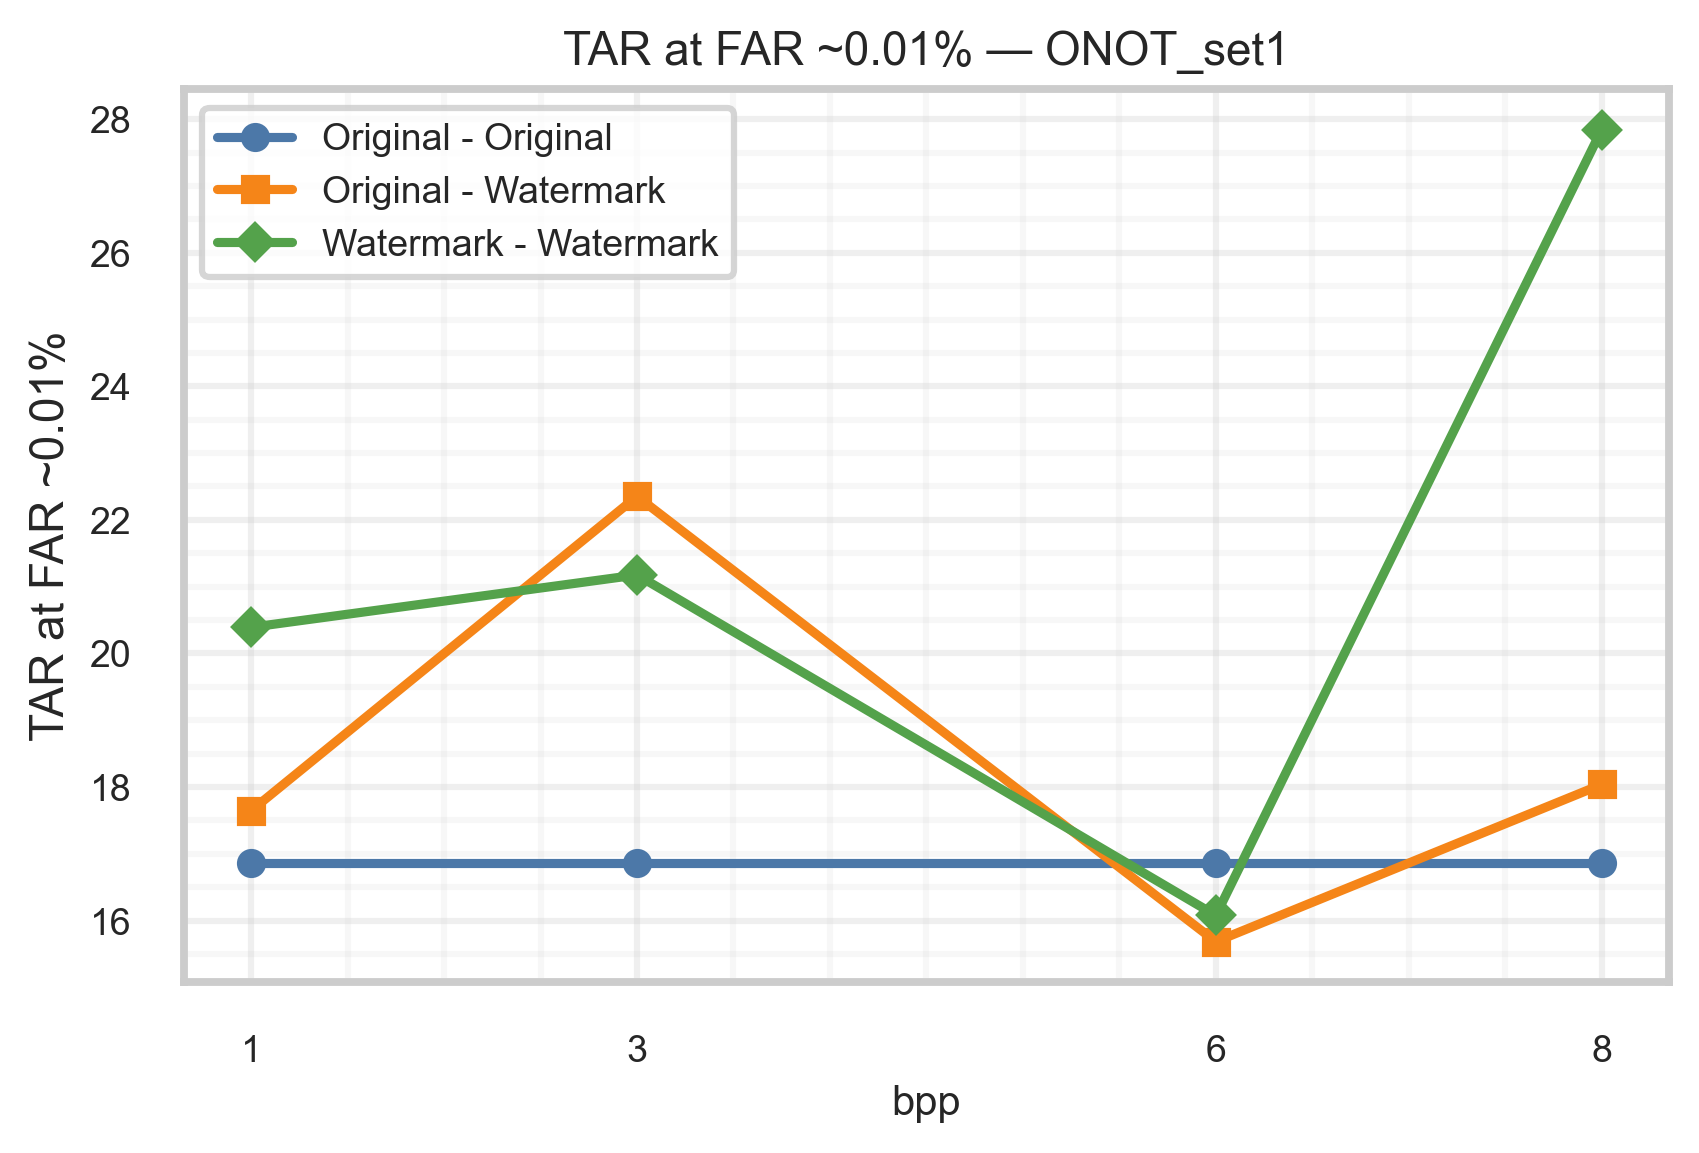 TAR at FAR ~0.01% — ONOT_set1
Original - Original
Original - Watermark
Watermark - Watermark
TAR at FAR ~0.01%
28
26
24
22
20
18
16
1 3 6 8
bpp